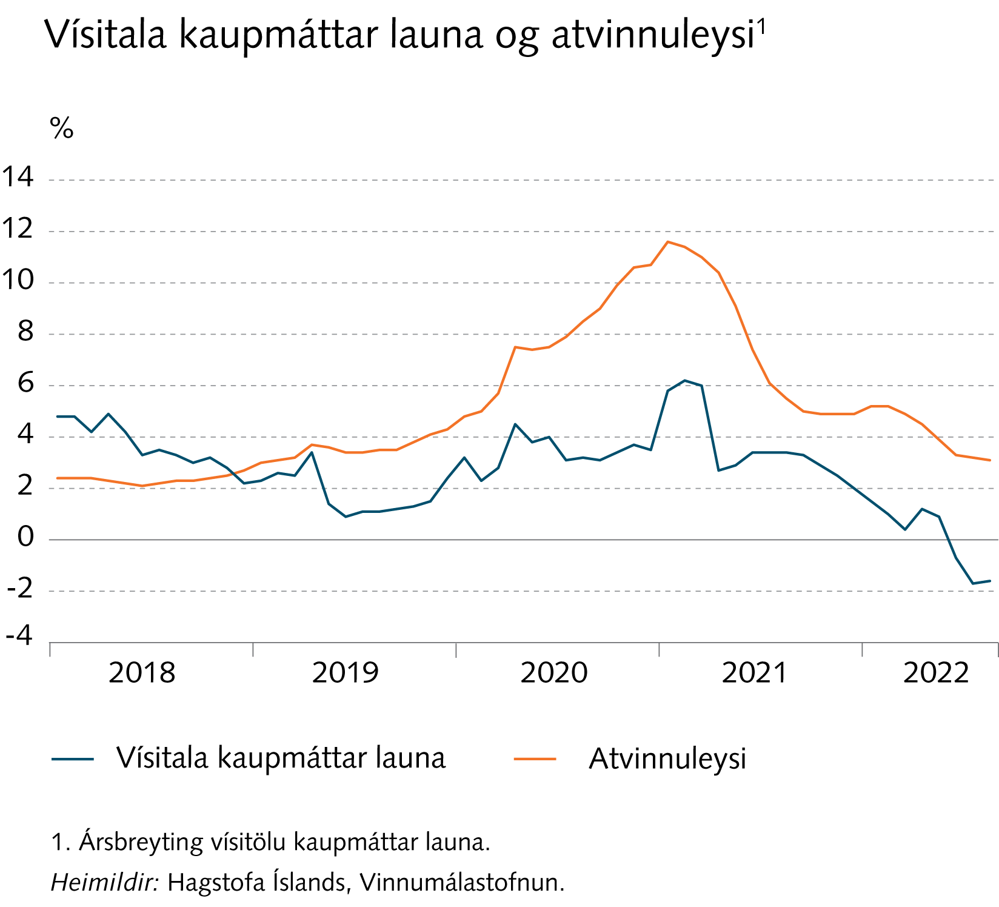 Vísitala kaupmáttar launa og atvinnuleysi¹
%
14
12
10
8
6
4
2
0
-2
-4
2018 2019 2020 2021 2022
Vísitala kaupmáttar launa Atvinnuleysi
1. Ársbreyting vísitölu kaupmáttar launa.
Heimildir: Hagstofa Íslands, Vinnumálastofnun.